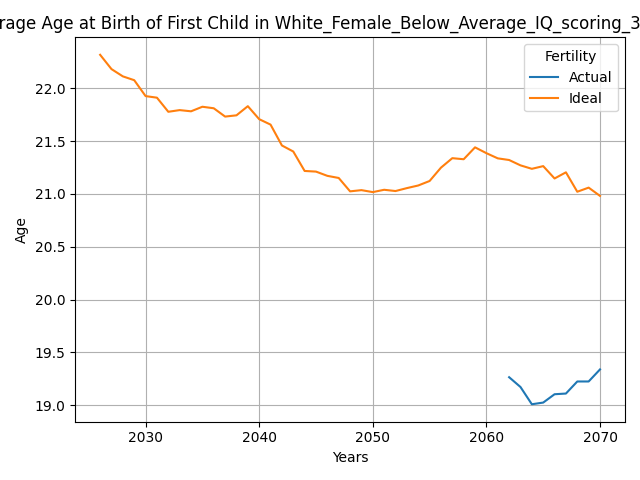 rage Age at Birth of First Child in White_Female_Below_Average_IQ_scoring_3
Fertility
Actual
Ideal
22.0
21.5
21.0
20.5
20.0
19.5
19.0
Age
2030 2040 2050 2060 2070
Years